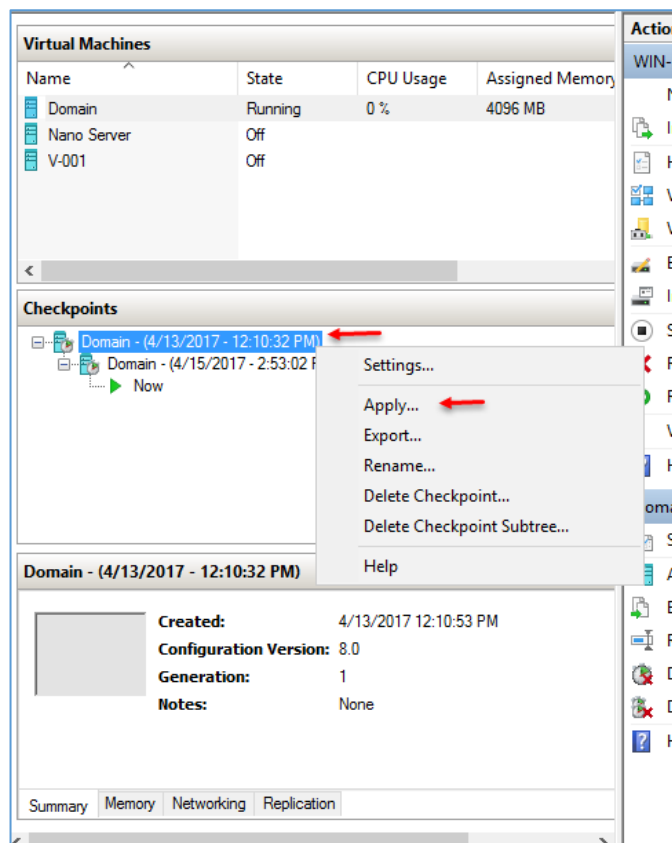 Virtual Machines
Name State CPU Usage Assigned Memory
Domain Running 0 % 4096 MB
Nano Server Off
V-001 Off
Checkpoints
Domain - (4/13/2017 - 12:10:32 PM)
Domain - (4/15/2017 - 2:53:02
Now
Settings...
Apply...
Export...
Rename...
Delete Checkpoint...
Delete Checkpoint Subtree...
Help
Domain - (4/13/2017 - 12:10:32 PM)
Created: 4/13/2017 12:10:53 PM
Configuration Version: 8.0
Generation: 1
Notes: None
Summary Memory Networking Replication
Actio
WIN-